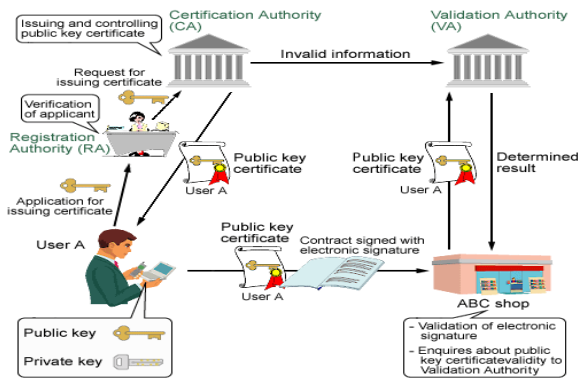 Issuing and controlling
public key certificate
Certification Authority
(CA)
Validation Authority
(VA)
Invalid information
Request for
issuing certificate
Verification
of applicant
Registration
Authority (RA)
Public key
certificate
User A
Public key
certificate
User A
Determined
result
Application for
issuing certificate
User A
Public key
certificate
User A
Contract signed with
electronic signature
ABC shop
Public key
Private key
- Validation of electronic
signature
- Enquires about public
key certificatevalidity to
Validation Authority